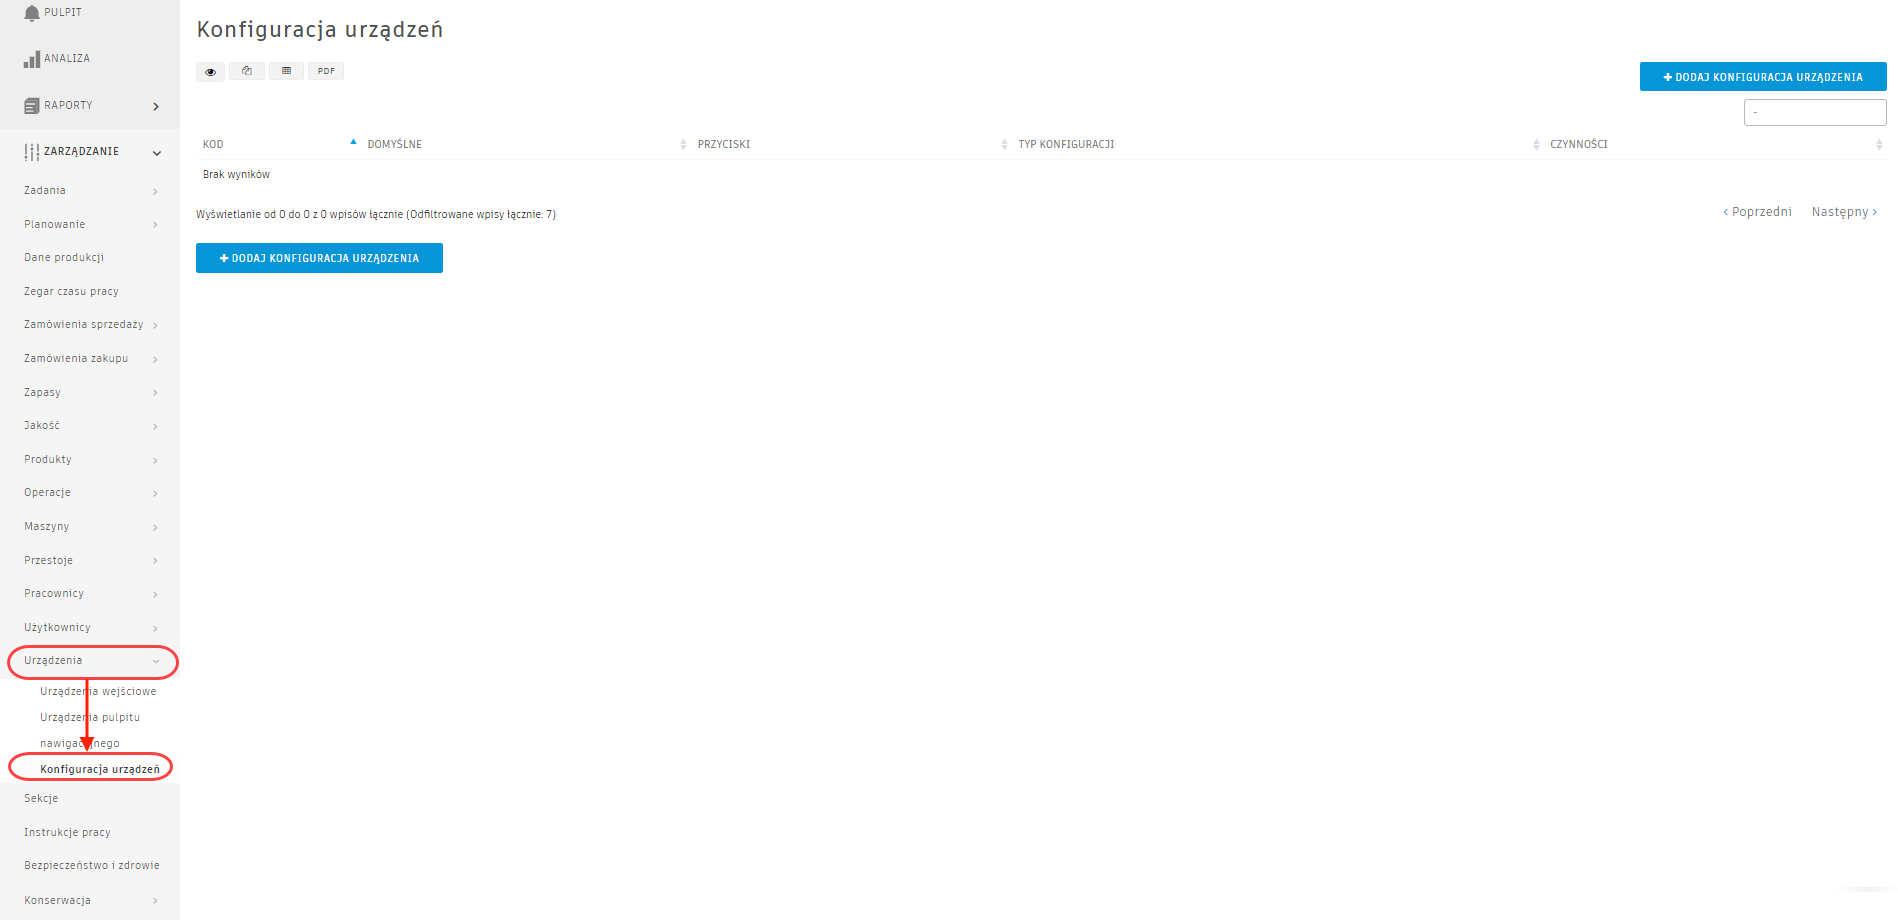 PULPIT
ANALIZA
RAPORTY
ZARZĄDZANIE
Zadania
Planowanie
Dane produkcji
Zegar czasu pracy
Zamówienia sprzedaży
Zamówienia zakupu
Zapasy
Jakość
Produkty
Operacje
Maszyny
Przestoje
Pracownicy
Użytkownicy
Urządzenia
Urządzenia wejściowe
Urządzenia pulpitu
nawigacyjnego
Konfiguracja urządzeń
Sekcje
Instrukcje pracy
Bezpieczeństwo i zdrowie
Konserwacja
Konfiguracja urządzeń
PDF
DODAJ KONFIGURACJA URZĄDZENIA
-
KOD DOMYŚLNE PRZYCISKI TYP KONFIGURACJI CZYNNOŚCI
Brak wyników
Wyświetlanie od 0 do 0 z 0 wpisów łącznie (Odfiltrowane wpisy łącznie: 7)
‹ Poprzedni Następny ›
DODAJ KONFIGURACJA URZĄDZENIA